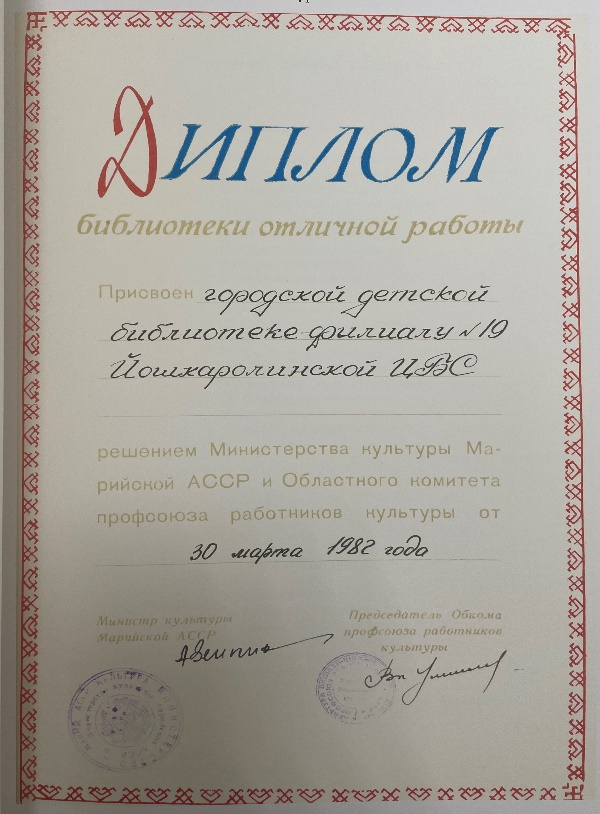 Диплом
библиотеки отличной работы
Присвоен городской детской
библиотеке-филиалу №19
Йошкаролинской ЦБС
решением Министерства культуры Ма-
рийской АССР и Областного комитета
профсоюза работников культуры от
30 марта 1982 года
Министр культуры
Марийской АССР
Председатель Обкома
профсоюза работников
культуры